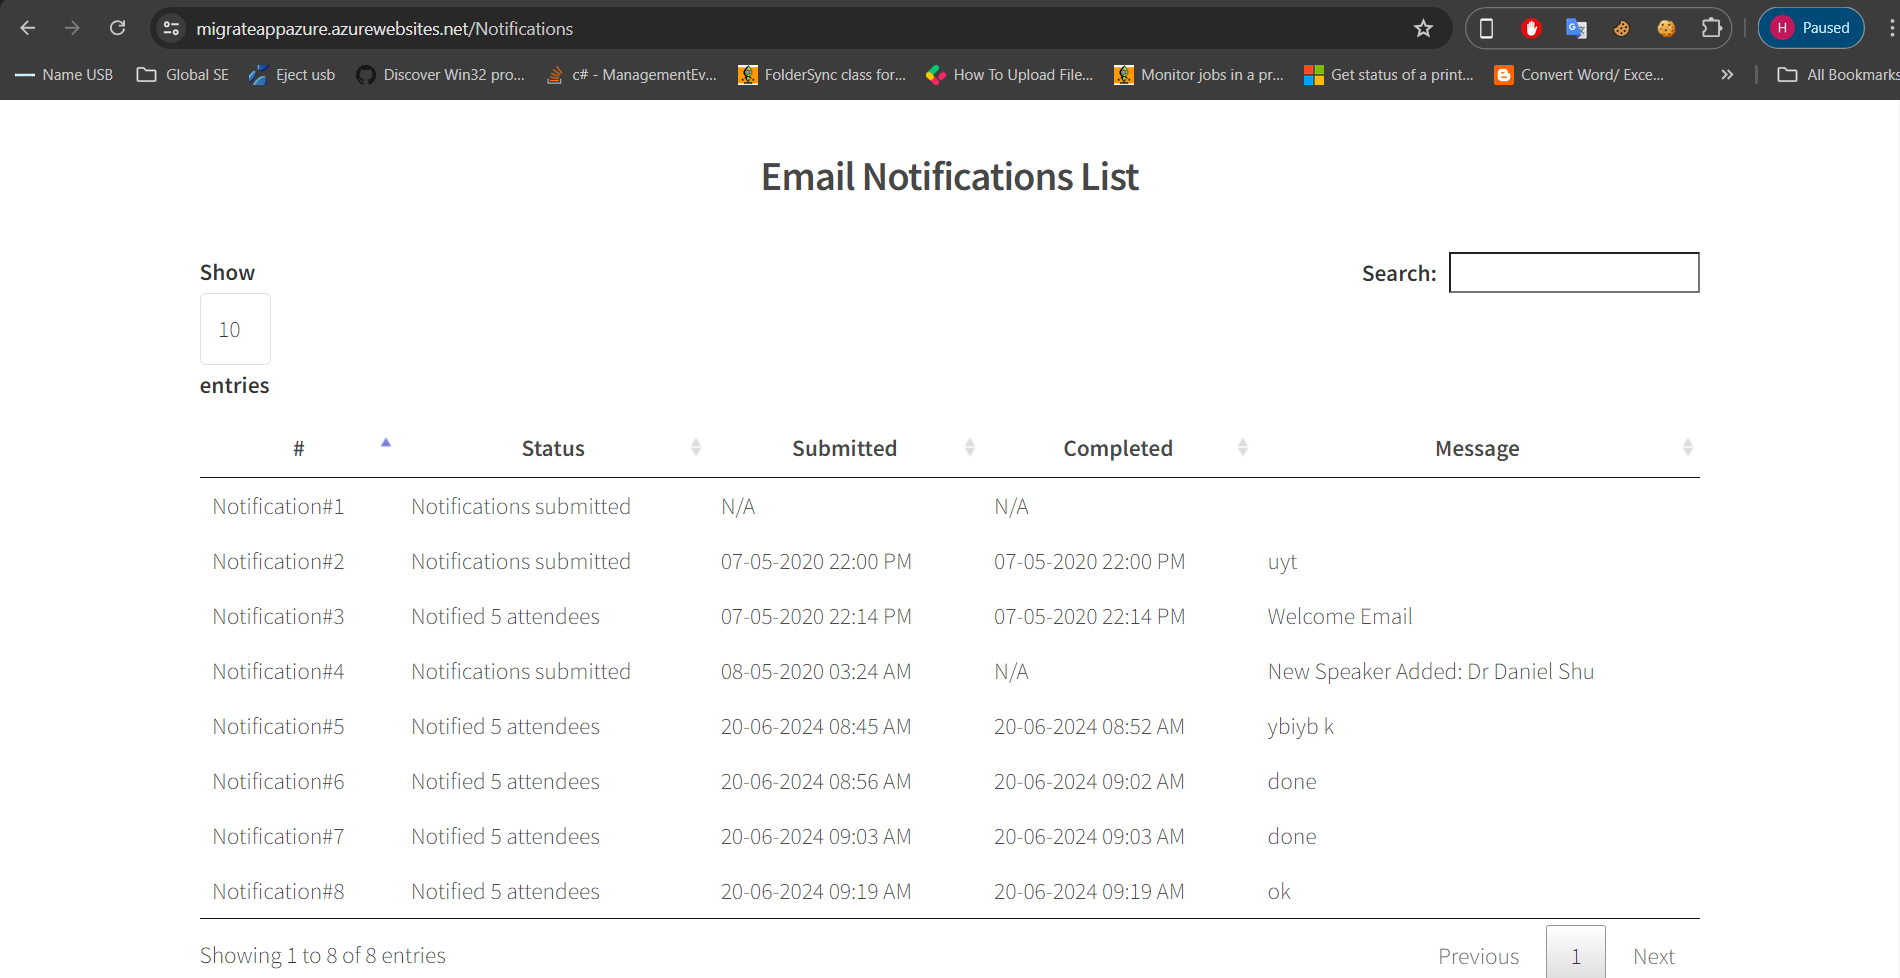 migrateappazure.azurewebsites.net/Notifications
H Paused
Name USB Global SE Eject usb Discover Win32 pro... c# - ManagementEv... FolderSync class for... How To Upload File... Monitor jobs in a pr... Get status of a print... Convert Word/ Exce... » All Bookmarks
Email Notifications List
Show
10
entries
Search:
# Status Submitted Completed Message
Notification#1 Notifications submitted N/A N/A
Notification#2 Notifications submitted 07-05-2020 22:00 PM 07-05-2020 22:00 PM uyt
Notification#3 Notified 5 attendees 07-05-2020 22:14 PM 07-05-2020 22:14 PM Welcome Email
Notification#4 Notifications submitted 08-05-2020 03:24 AM N/A New Speaker Added: Dr Daniel Shu
Notification#5 Notified 5 attendees 20-06-2024 08:45 AM 20-06-2024 08:52 AM ybiyb k
Notification#6 Notified 5 attendees 20-06-2024 08:56 AM 20-06-2024 09:02 AM done
Notification#7 Notified 5 attendees 20-06-2024 09:03 AM 20-06-2024 09:03 AM done
Notification#8 Notified 5 attendees 20-06-2024 09:19 AM 20-06-2024 09:19 AM ok
Showing 1 to 8 of 8 entries
Previous 1 Next